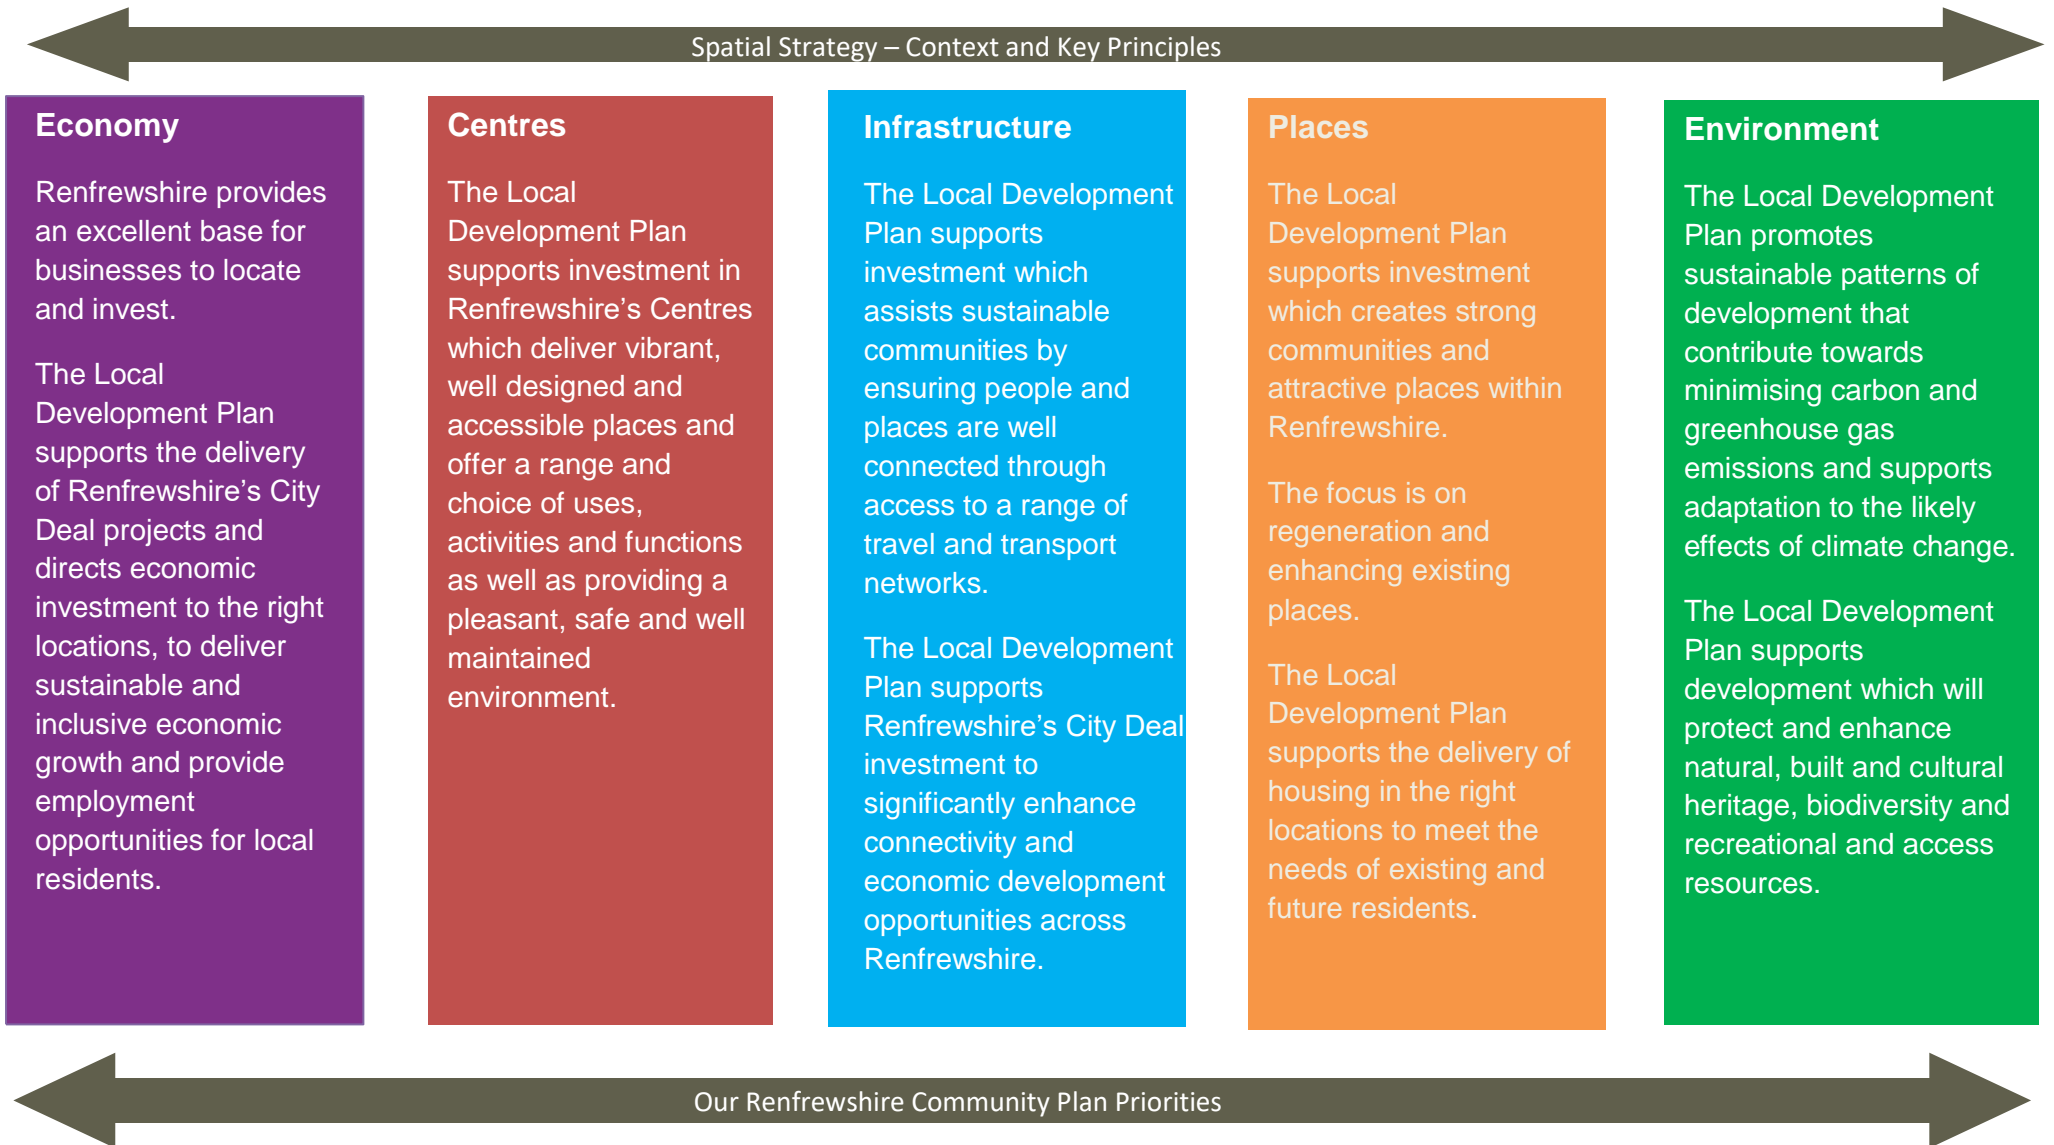 Spatial Strategy – Context and Key Principles
Economy
Renfrewshire provides
an excellent base for
businesses to locate
and invest.
The Local
Development Plan
supports the delivery
of Renfrewshire’s City
Deal projects and
directs economic
investment to the right
locations, to deliver
sustainable and
inclusive economic
growth and provide
employment
opportunities for local
residents.
Centres
The Local
Development Plan
supports investment in
Renfrewshire’s Centres
which deliver vibrant,
well designed and
accessible places and
offer a range and
choice of uses,
activities and functions
as well as providing a
pleasant, safe and well
maintained
environment.
Infrastructure
The Local Development
Plan supports
investment which
assists sustainable
communities by
ensuring people and
places are well
connected through
access to a range of
travel and transport
networks.
The Local Development
Plan supports
Renfrewshire’s City Deal
investment to
significantly enhance
connectivity and
economic development
opportunities across
Renfrewshire.
Places
The Local
Development Plan
supports investment
which creates strong
communities and
attractive places within
Renfrewshire.
The focus is on
regeneration and
enhancing existing
places.
The Local
Development Plan
supports the delivery of
housing in the right
locations to meet the
needs of existing and
future residents.
Environment
The Local Development
Plan promotes
sustainable patterns of
development that
contribute towards
minimising carbon and
greenhouse gas
emissions and supports
adaptation to the likely
effects of climate change.
The Local Development
Plan supports
development which will
protect and enhance
natural, built and cultural
heritage, biodiversity and
recreational and access
resources.
Our Renfrewshire Community Plan Priorities